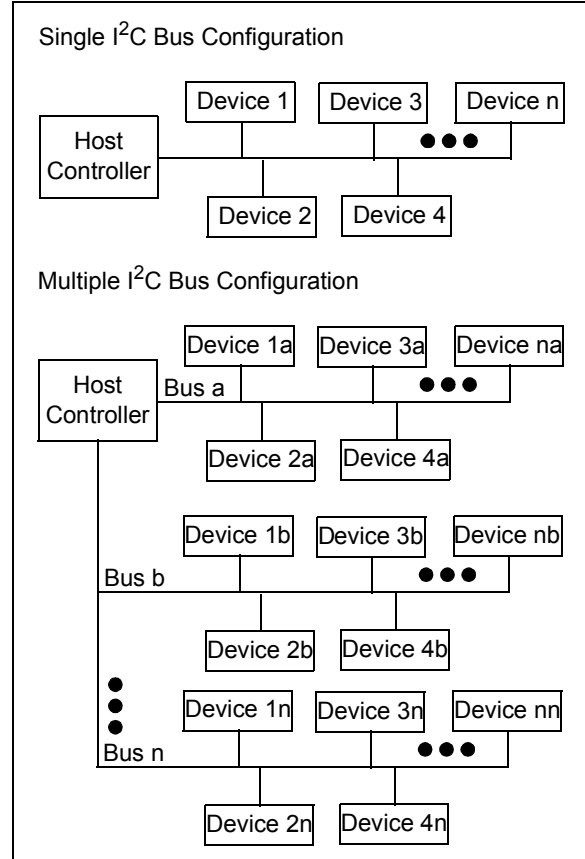 Single I²C Bus Configuration
Device 1
Device 3
Device n
Host
Controller
Device 2
Device 4
Multiple I²C Bus Configuration
Device 1a
Device 3a
Device na
Host
Controller
Bus a
Device 2a
Device 4a
Device 1b
Device 3b
Device nb
Bus b
Device 2b
Device 4b
Device 1n
Device 3n
Device nn
Bus n
Device 2n
Device 4n